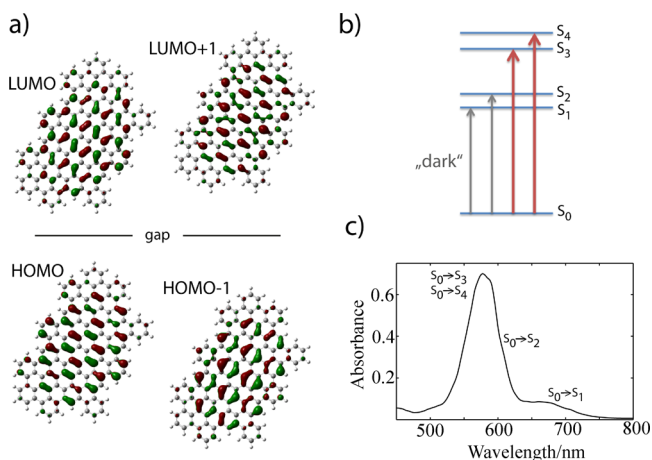 a)
LUMO
LUMO+1
gap
HOMO
HOMO-1
b)
S₄
S₃
S₂
S₁
„dark“
S₀
c)
Absorbance
0.6
0.4
0.2
S₀→S₃
S₀→S₄
S₀→S₂
S₀→S₁
500 600 700 800
Wavelength/nm